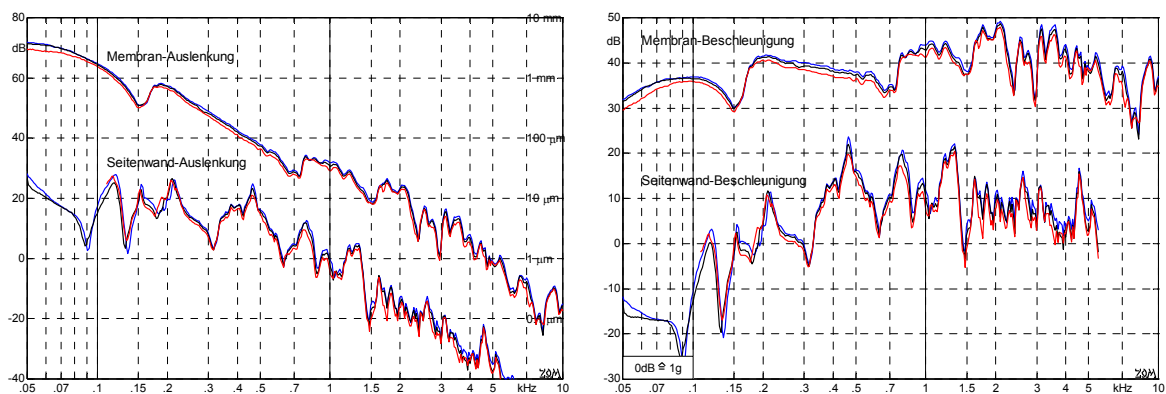 80
dB
60
40
20
0
-20
-40
10 mm
1 mm
100 μm
10 μm
1 μm
Membran-Auslenkung
Seitenwand-Auslenkung
.05 .07 .1 .15 .2 .3 .4 .5 .7 1 1.5 2 3 4 5 kHz 10
50
dB
40
30
20
10
0
-10
-20
-30
Membran-Beschleunigung
Seitenwand-Beschleunigung
0dB ≙ 1g
.05 .07 .1 .15 .2 .3 .4 .5 .7 1 1.5 2 3 4 5 kHz 10